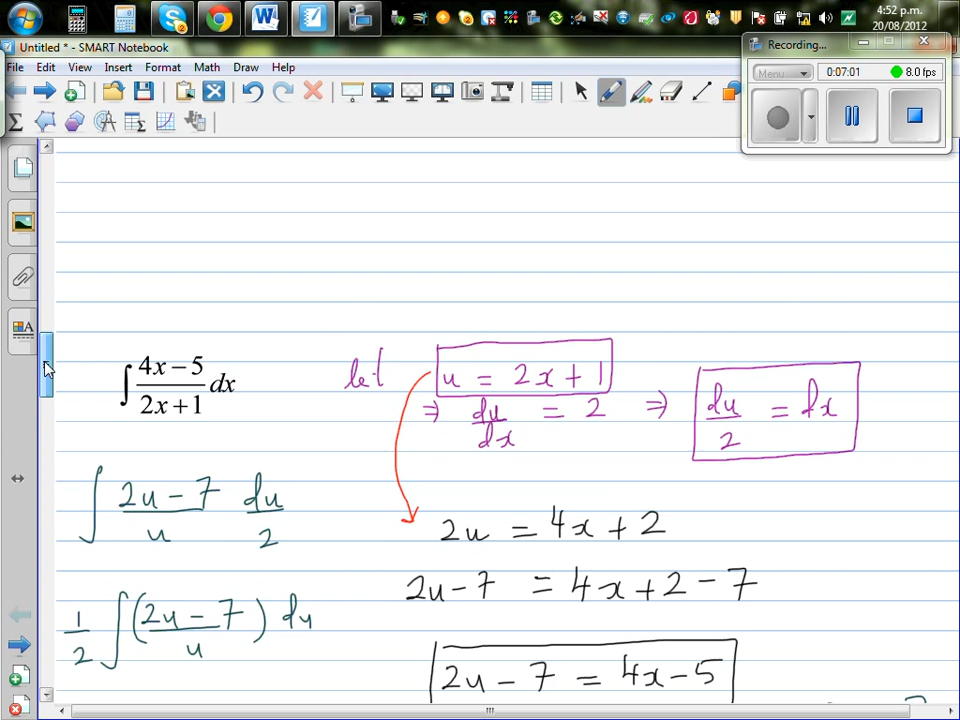 4:52 p.m.
20/08/2012
Untitled * - SMART Notebook
File Edit View Insert Format Math Draw Help
Recording...
Menu
0:07:01
8.0 fps
∫ (4x − 5)/(2x + 1) dx
let u = 2x + 1
⇒ du/dx = 2 ⇒ du/2 = dx
∫ (2u − 7)/u du/2
2u = 4x + 2
2u − 7 = 4x + 2 − 7
1/2 ∫ ((2u − 7)/u) du
2u − 7 = 4x − 5